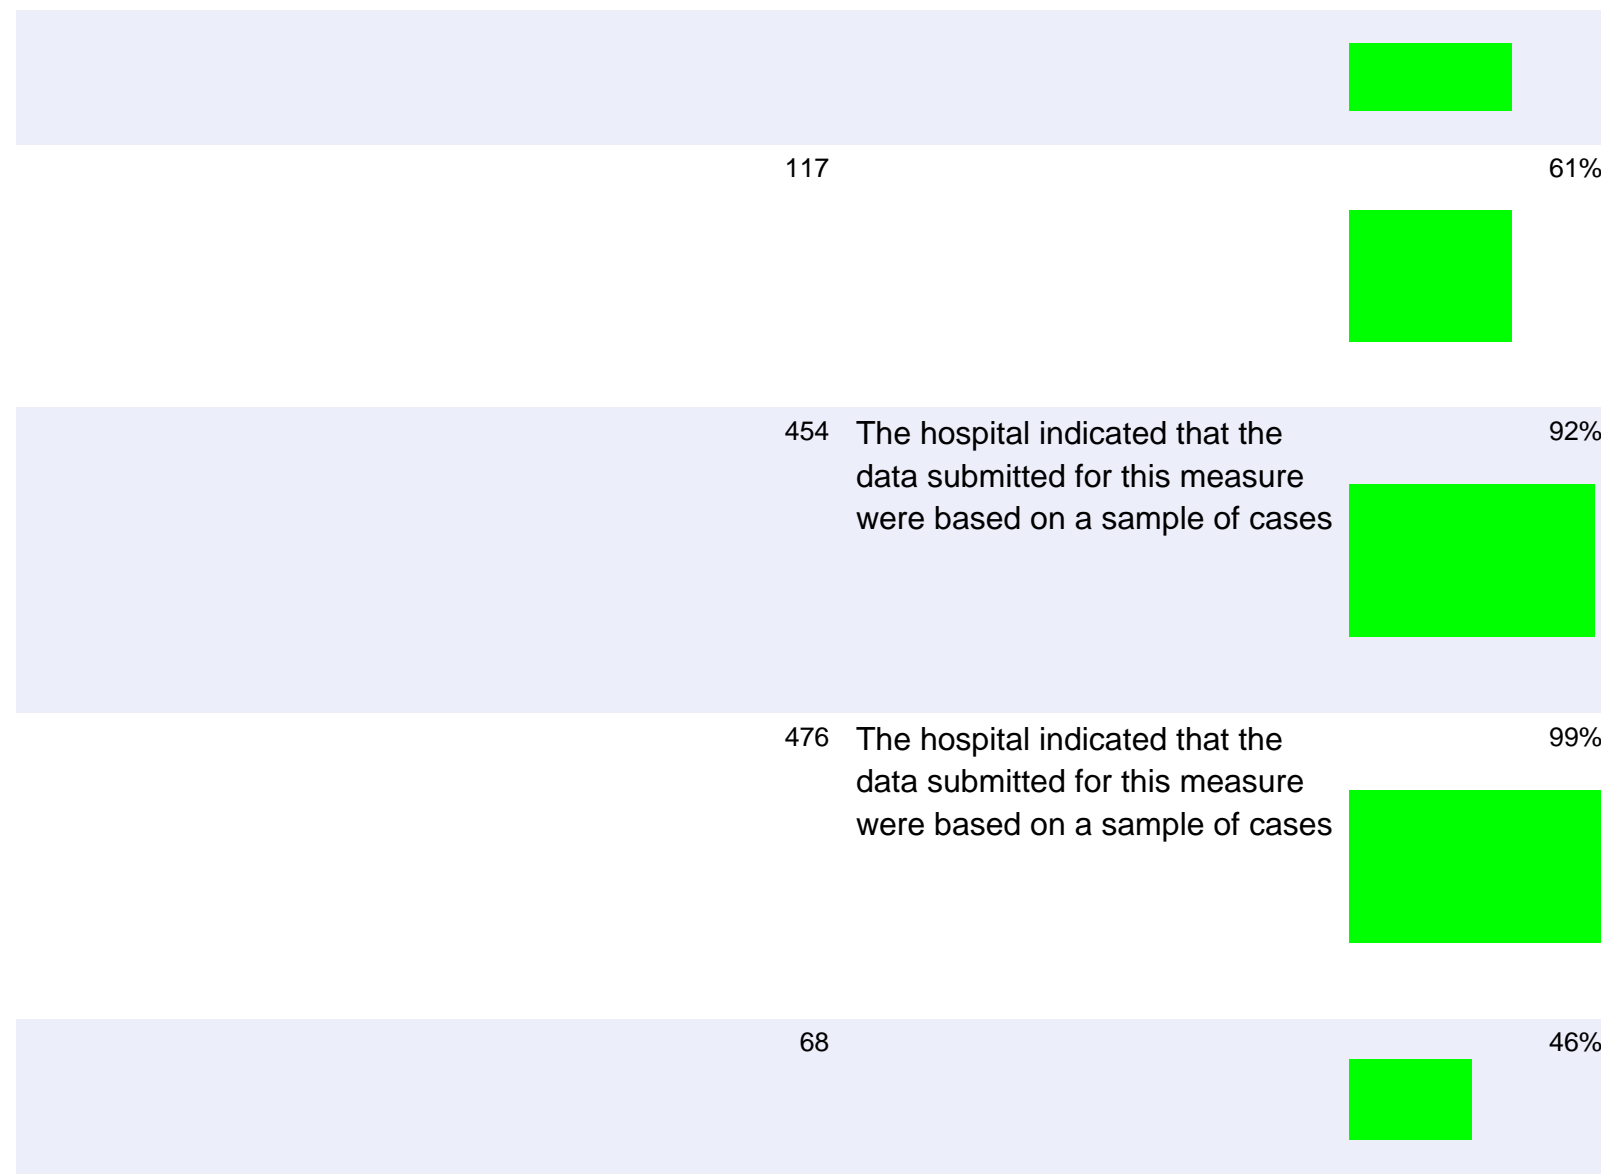 117 61%
454 The hospital indicated that the 92%
data submitted for this measure
were based on a sample of cases
476 The hospital indicated that the 99%
data submitted for this measure
were based on a sample of cases
68 46%